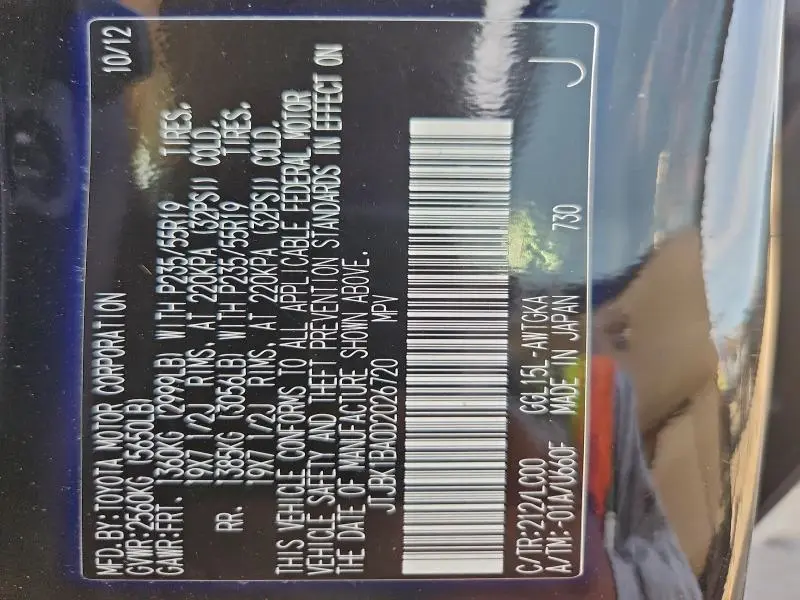 MFD.BY:TOYOTA MOTOR CORPORATION 10/12
GVWR:2560KG (5650LB)
GAWR:FRT. 1360KG (2999LB) WITH P235/55R19 TIRES,
19X7 1/2J RIMS, AT 220KPA (32PSI) COLD.
RR. 1385KG (3056LB) WITH P235/55R19 TIRES,
19X7 1/2J RIMS, AT 220KPA (32PSI) COLD.
THIS VEHICLE CONFORMS TO ALL APPLICABLE FEDERAL MOTOR
VEHICLE SAFETY AND THEFT PREVENTION STANDARDS IN EFFECT ON
THE DATE OF MANUFACTURE SHOWN ABOVE.
JTJBK1BA0D2026720 MPV
C/TR:212/LC00 GGL15L-AWTGKA
A/TM:-01A/U660F MADE IN JAPAN 730 J